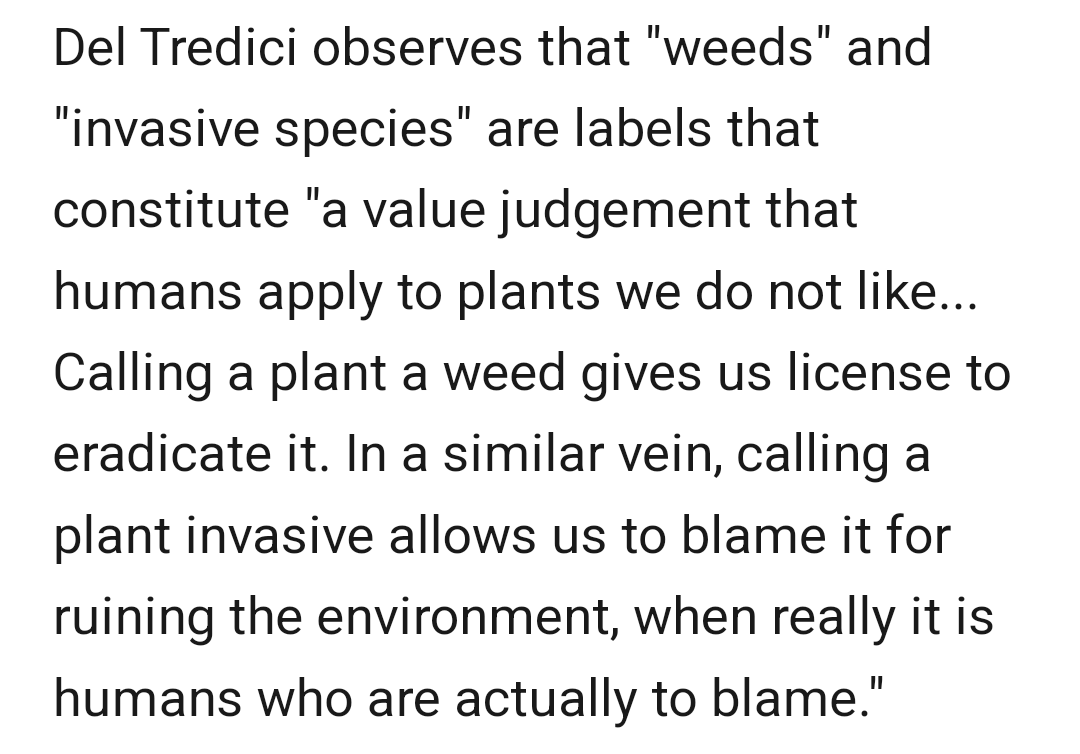 Del Tredici observes that "weeds" and
"invasive species" are labels that
constitute "a value judgement that
humans apply to plants we do not like...
Calling a plant a weed gives us license to
eradicate it. In a similar vein, calling a
plant invasive allows us to blame it for
ruining the environment, when really it is
humans who are actually to blame."